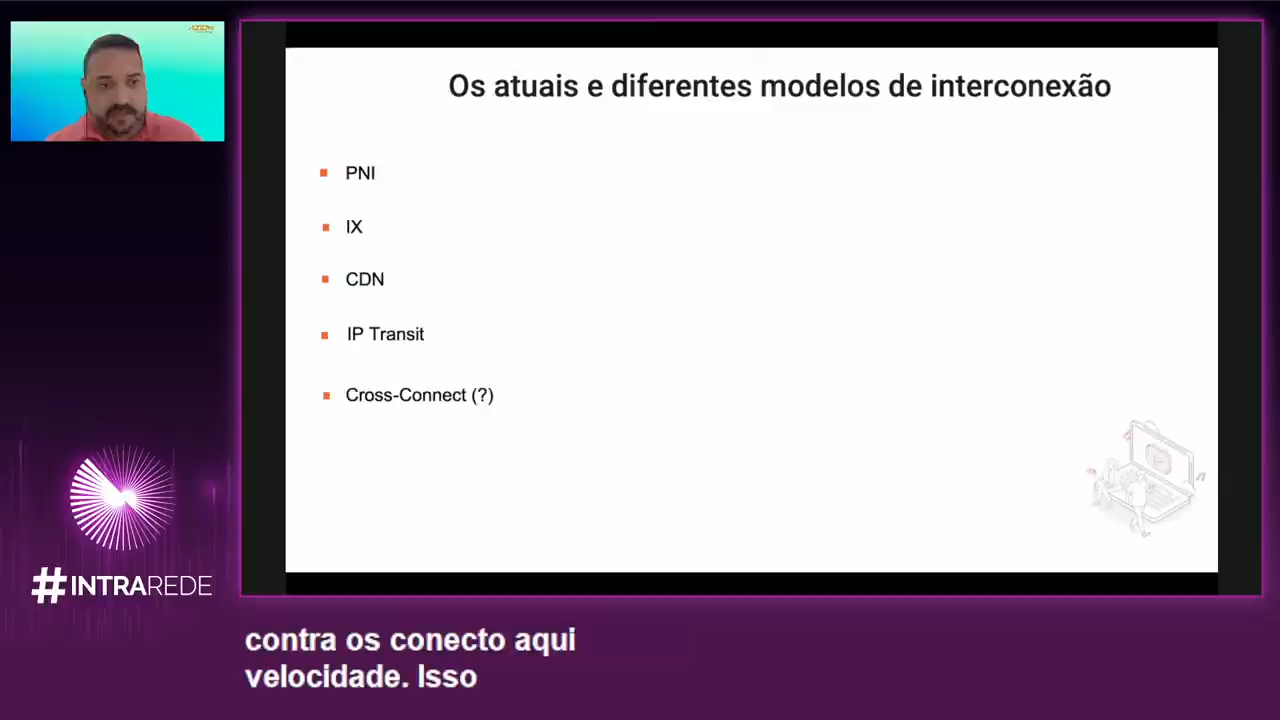 AZION
Os atuais e diferentes modelos de interconexão
PNI
IX
CDN
IP Transit
Cross-Connect (?)
#INTRAREDE
contra os conecto aqui
velocidade. Isso